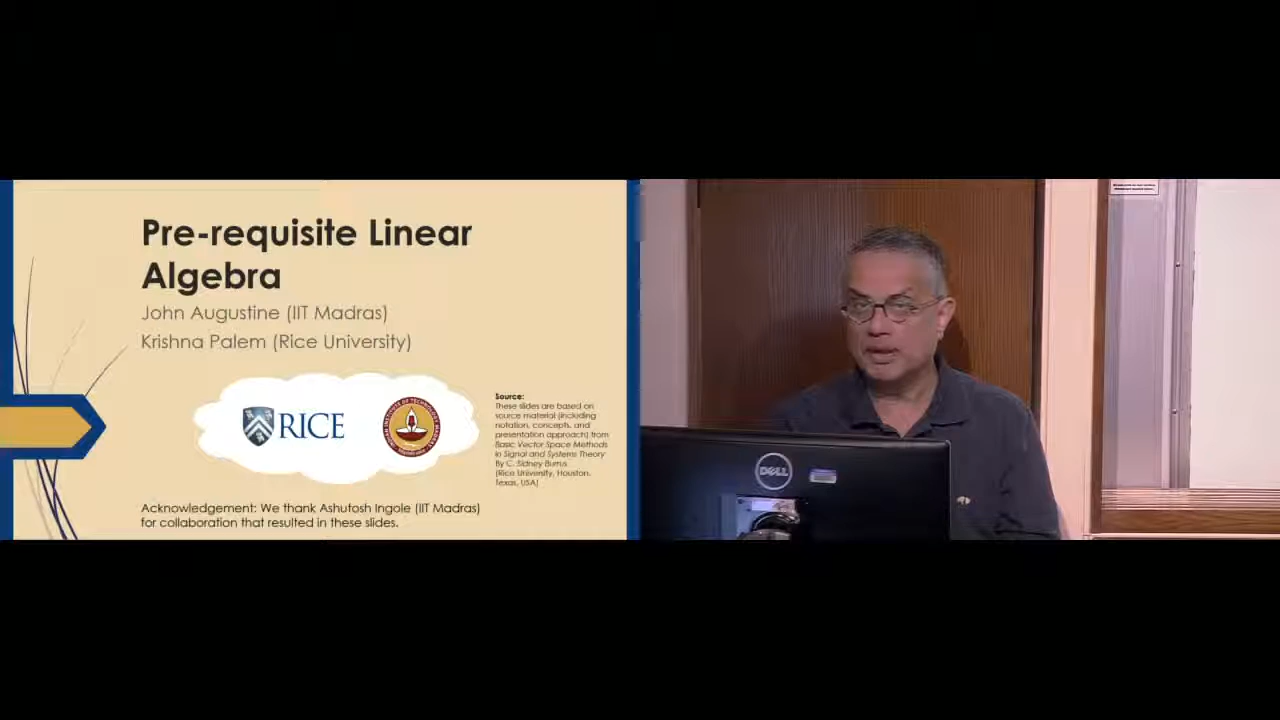 Pre-requisite Linear
Algebra
John Augustine (IIT Madras)
Krishna Palem (Rice University)
RICE
Source:
These slides are based on
source material (including
notation, concepts, and
presentation approach) from
Basic Vector Space Methods
in Signal and Systems Theory
By C. Sidney Burrus
(Rice University, Houston,
Texas, USA)
Acknowledgement: We thank Ashutosh Ingole (IIT Madras)
for collaboration that resulted in these slides.
DELL